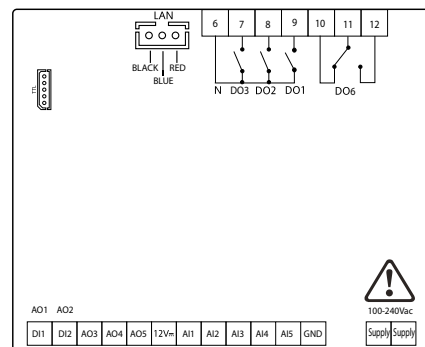 LAN
6 7 8 9 10 11 12
BLACK RED
BLUE
TTL
N DO3 DO2 DO1 DO6
100-240Vac
AO1 AO2
DI1 DI2 AO3 AO4 AO5 12V⎓ AI1 AI2 AI3 AI4 AI5 GND Supply Supply